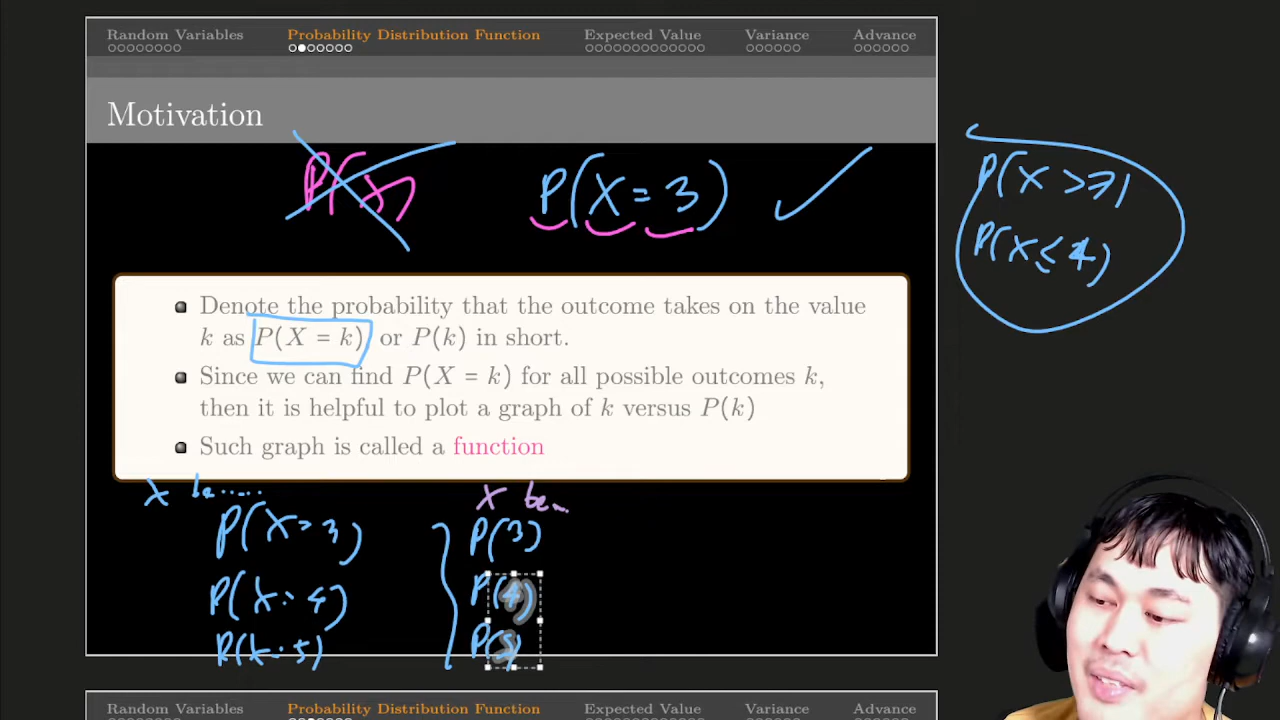 Random Variables Probability Distribution Function Expected Value Variance Advance
Motivation
P(X)
P(X = 3)
P(X > 7)
P(X ≤ 4)
Denote the probability that the outcome takes on the value
k as P(X = k) or P(k) in short.
Since we can find P(X = k) for all possible outcomes k,
then it is helpful to plot a graph of k versus P(k)
Such graph is called a function
X be.....
P(X = 3)
P(X = 4)
P(X = 5)
X be...
P(3)
P(4)
P(5)
Random Variables Probability Distribution Function Expected Value Variance Advance